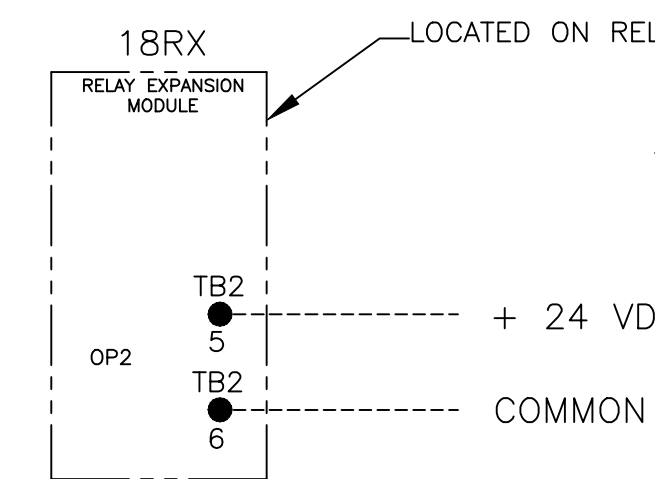 18RX
LOCATED ON REL
RELAY EXPANSION
MODULE
TB2
+ 24 VD
5
OP2
TB2
COMMON
6